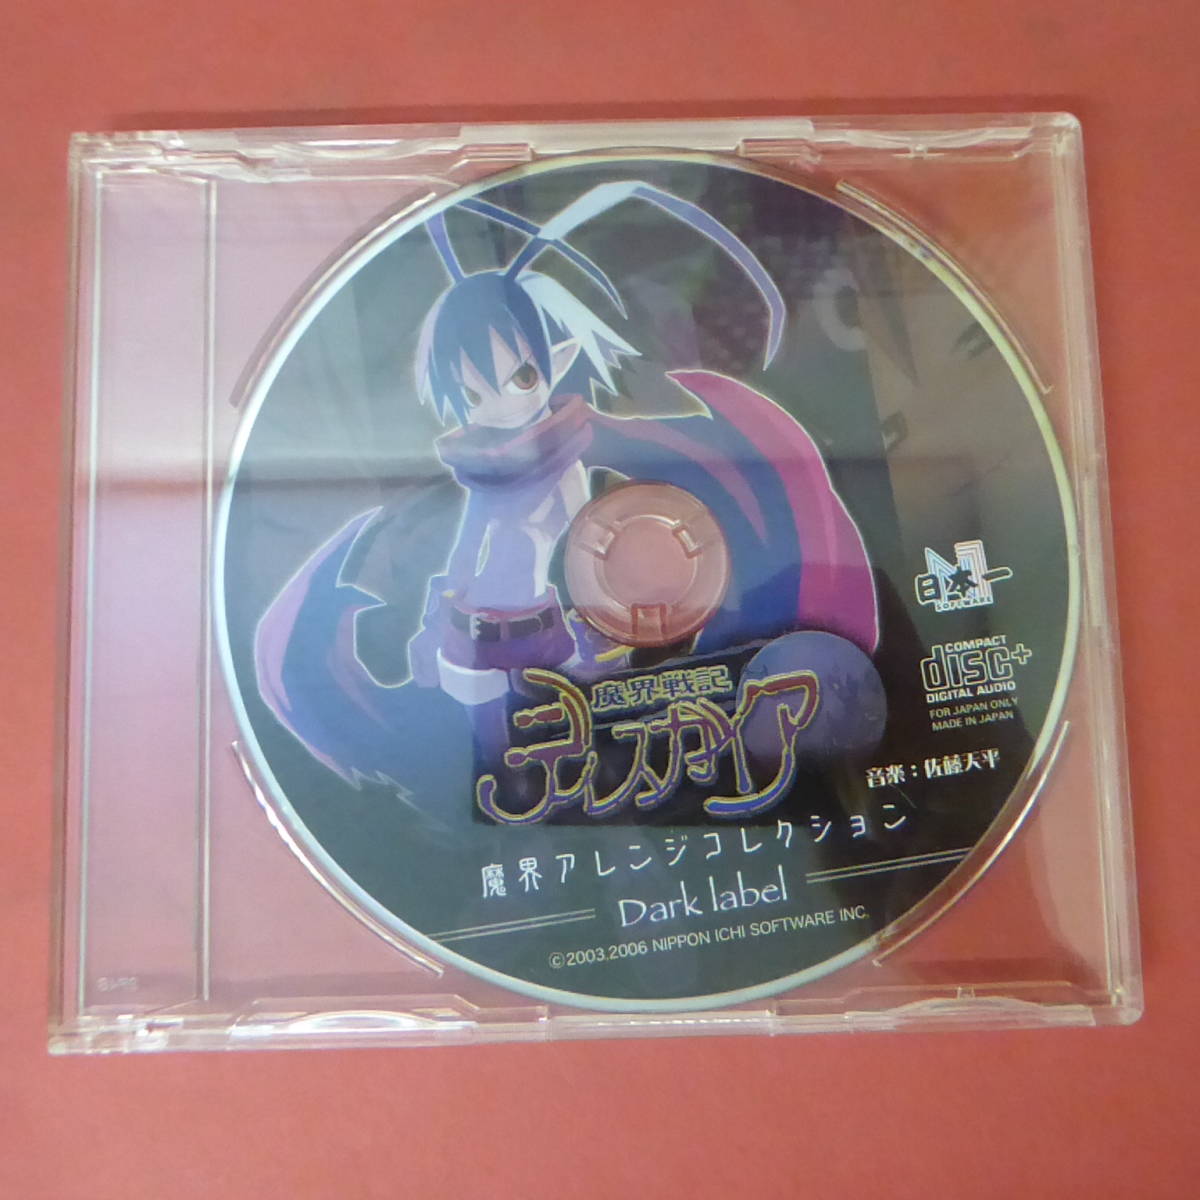 日本一
SOFTWARE
COMPACT
disc+
DIGITAL AUDIO
FOR JAPAN ONLY
MADE IN JAPAN
魔界戦記
ディスガイア
音楽：佐藤天平
魔界アレンジコレクション
Dark label
©2003,2006 NIPPON ICHI SOFTWARE INC.